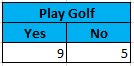 Play Golf
Yes No
9 5